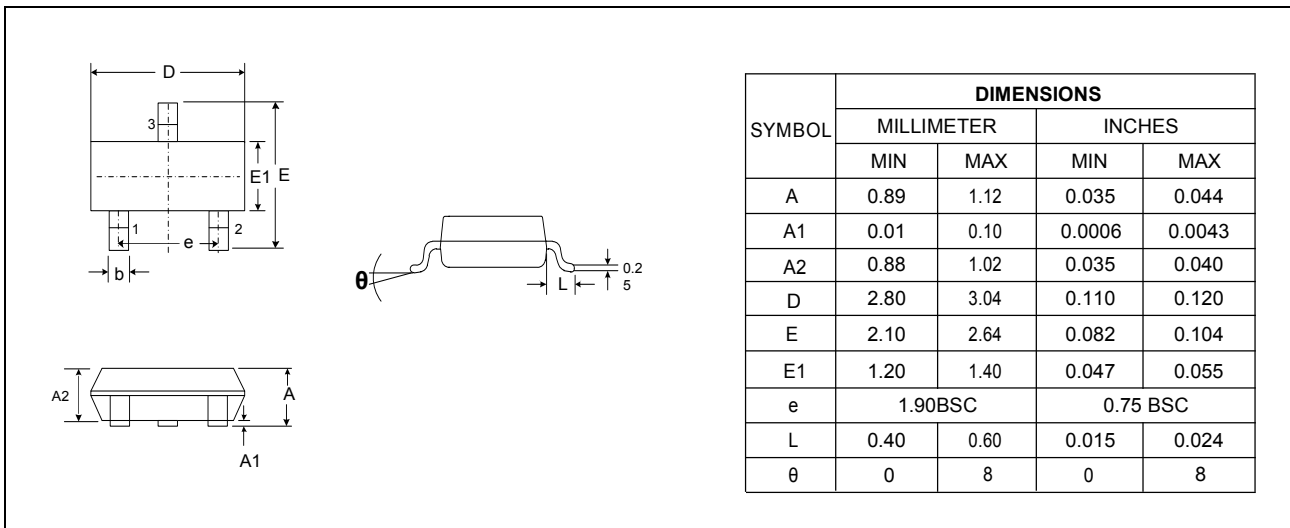 D
3
E1 E
1 2
e
b
θ
L
0.2
5
A2
A
A1
DIMENSIONS
SYMBOL MILLIMETER INCHES
MIN MAX MIN MAX
A 0.89 1.12 0.035 0.044
A1 0.01 0.10 0.0006 0.0043
A2 0.88 1.02 0.035 0.040
D 2.80 3.04 0.110 0.120
E 2.10 2.64 0.082 0.104
E1 1.20 1.40 0.047 0.055
e 1.90BSC 0.75 BSC
L 0.40 0.60 0.015 0.024
θ 0 8 0 8